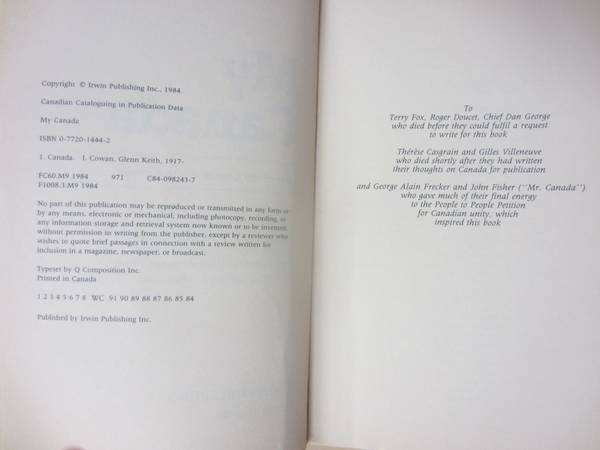 Copyright © Irwin Publishing Inc., 1984
Canadian Cataloguing in Publication Data
My Canada
ISBN 0-7720-1444-2
1. Canada. I. Cowan, Glenn Keith, 1917-
FC60.M9 1984 971 C84-098243-7
F1008.3.M9 1984
No part of this publication may be reproduced or transmitted in any form or
by any means, electronic or mechanical, including photocopy, recording, or
any information storage and retrieval system now known or to be invented,
without permission in writing from the publisher, except by a reviewer who
wishes to quote brief passages in connection with a review written for
inclusion in a magazine, newspaper, or broadcast.
Typeset by Q Composition Inc.
Printed in Canada
1 2 3 4 5 6 7 8 WC 91 90 89 88 87 86 85 84
Published by Irwin Publishing Inc.
To
Terry Fox, Roger Doucet, Chief Dan George
who died before they could fulfil a request
to write for this book
Thérèse Casgrain and Gilles Villeneuve
who died shortly after they had written
their thoughts on Canada for publication
and George Alain Frecker and John Fisher ("Mr. Canada")
who gave much of their final energy
to the People to People Petition
for Canadian unity, which
inspired this book